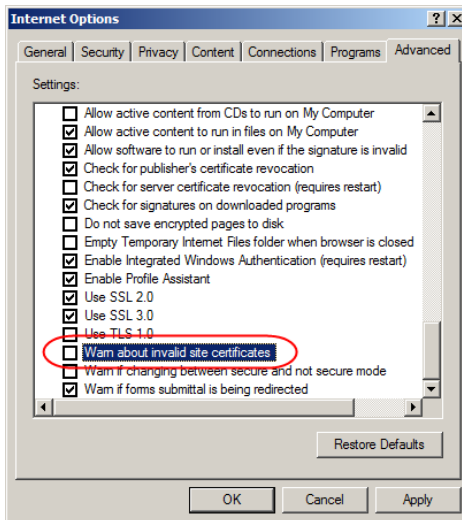 Internet Options
General Security Privacy Content Connections Programs Advanced
Settings:
Allow active content from CDs to run on My Computer
Allow active content to run in files on My Computer
Allow software to run or install even if the signature is invalid
Check for publisher's certificate revocation
Check for server certificate revocation (requires restart)
Check for signatures on downloaded programs
Do not save encrypted pages to disk
Empty Temporary Internet Files folder when browser is closed
Enable Integrated Windows Authentication (requires restart)
Enable Profile Assistant
Use SSL 2.0
Use SSL 3.0
Use TLS 1.0
Warn about invalid site certificates
Warn if changing between secure and not secure mode
Warn if forms submittal is being redirected
Restore Defaults
OK Cancel Apply